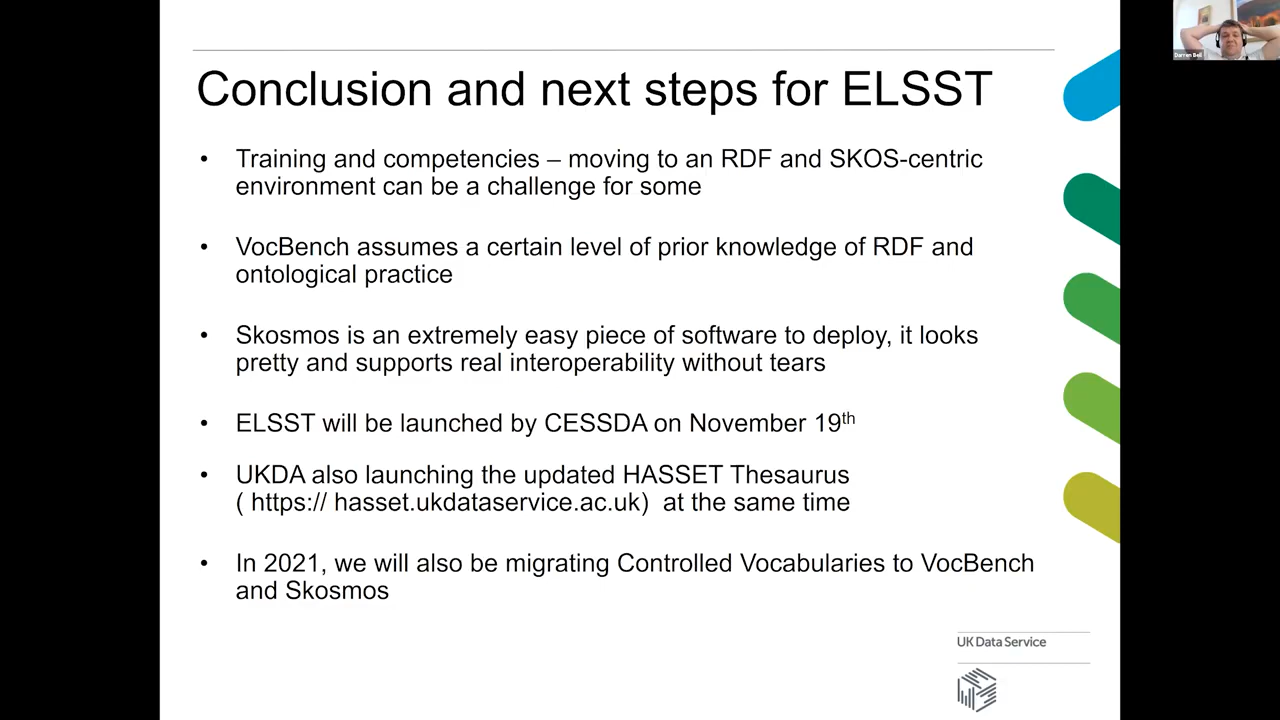 Conclusion and next steps for ELSST
• Training and competencies – moving to an RDF and SKOS-centric
environment can be a challenge for some
• VocBench assumes a certain level of prior knowledge of RDF and
ontological practice
• Skosmos is an extremely easy piece of software to deploy, it looks
pretty and supports real interoperability without tears
• ELSST will be launched by CESSDA on November 19th
• UKDA also launching the updated HASSET Thesaurus
( https:// hasset.ukdataservice.ac.uk)  at the same time
• In 2021, we will also be migrating Controlled Vocabularies to VocBench
and Skosmos
UK Data Service
Darren Bell